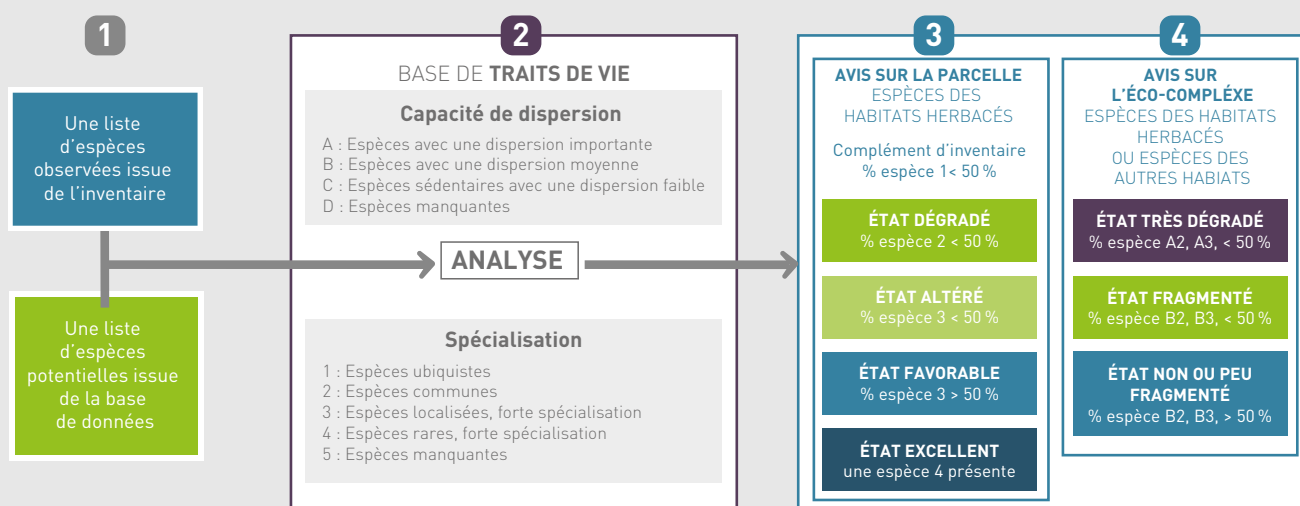 1
Une liste
d'espèces
observées issue
de l'inventaire
Une liste
d'espèces
potentielles issue
de la base
de données
2
BASE DE TRAITS DE VIE
Capacité de dispersion
A : Espèces avec une dispersion importante
B : Espèces avec une dispersion moyenne
C : Espèces sédentaires avec une dispersion faible
D : Espèces manquantes
ANALYSE
Spécialisation
1 : Espèces ubiquistes
2 : Espèces communes
3 : Espèces localisées, forte spécialisation
4 : Espèces rares, forte spécialisation
5 : Espèces manquantes
3
AVIS SUR LA PARCELLE
ESPÈCES DES
HABITATS HERBACÉS
Complément d'inventaire
% espèce 1< 50 %
ÉTAT DÉGRADÉ
% espèce 2 < 50 %
ÉTAT ALTÉRÉ
% espèce 3 < 50 %
ÉTAT FAVORABLE
% espèce 3 > 50 %
ÉTAT EXCELLENT
une espèce 4 présente
4
AVIS SUR
L'ÉCO-COMPLÉXE
ESPÈCES DES HABITATS
HERBACÉS
OU ESPÈCES DES
AUTRES HABIATS
ÉTAT TRÈS DÉGRADÉ
% espèce A2, A3, < 50 %
ÉTAT FRAGMENTÉ
% espèce B2, B3, < 50 %
ÉTAT NON OU PEU
FRAGMENTÉ
% espèce B2, B3, > 50 %